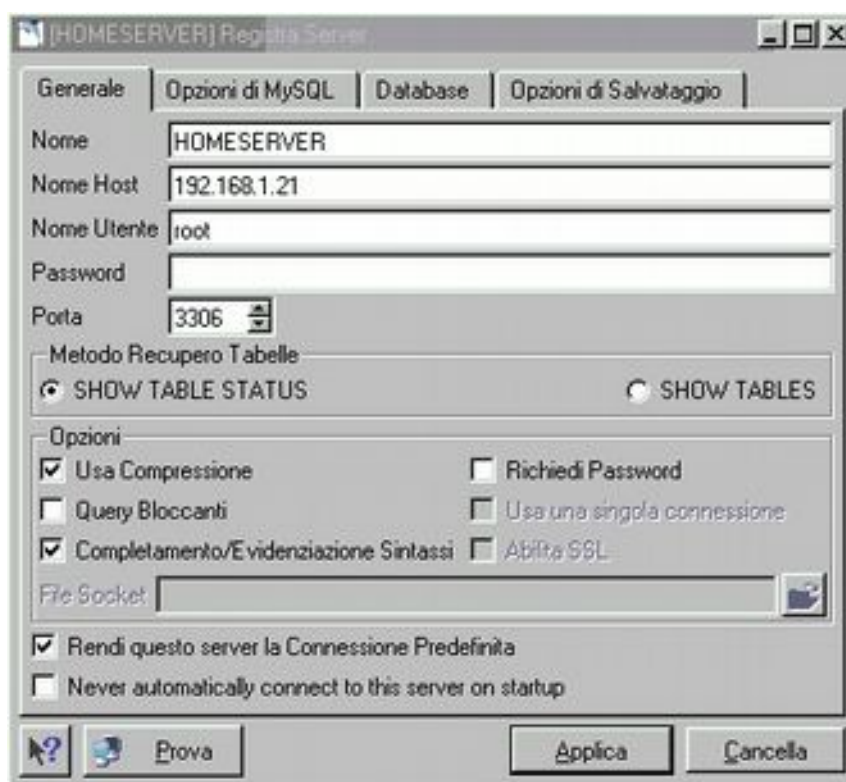 [HOMESERVER] Registra Server
Generale Opzioni di MySQL Database Opzioni di Salvataggio
Nome HOMESERVER
Nome Host 192.168.1.21
Nome Utente root
Password
Porta 3306
Metodo Recupero Tabelle
SHOW TABLE STATUS SHOW TABLES
Opzioni
Usa Compressione Richiedi Password
Query Bloccanti Usa una singola connessione
Completamento/Evidenziazione Sintassi Abilita SSL
File Socket
Rendi questo server la Connessione Predefinita
Never automatically connect to this server on startup
Prova Applica Cancella